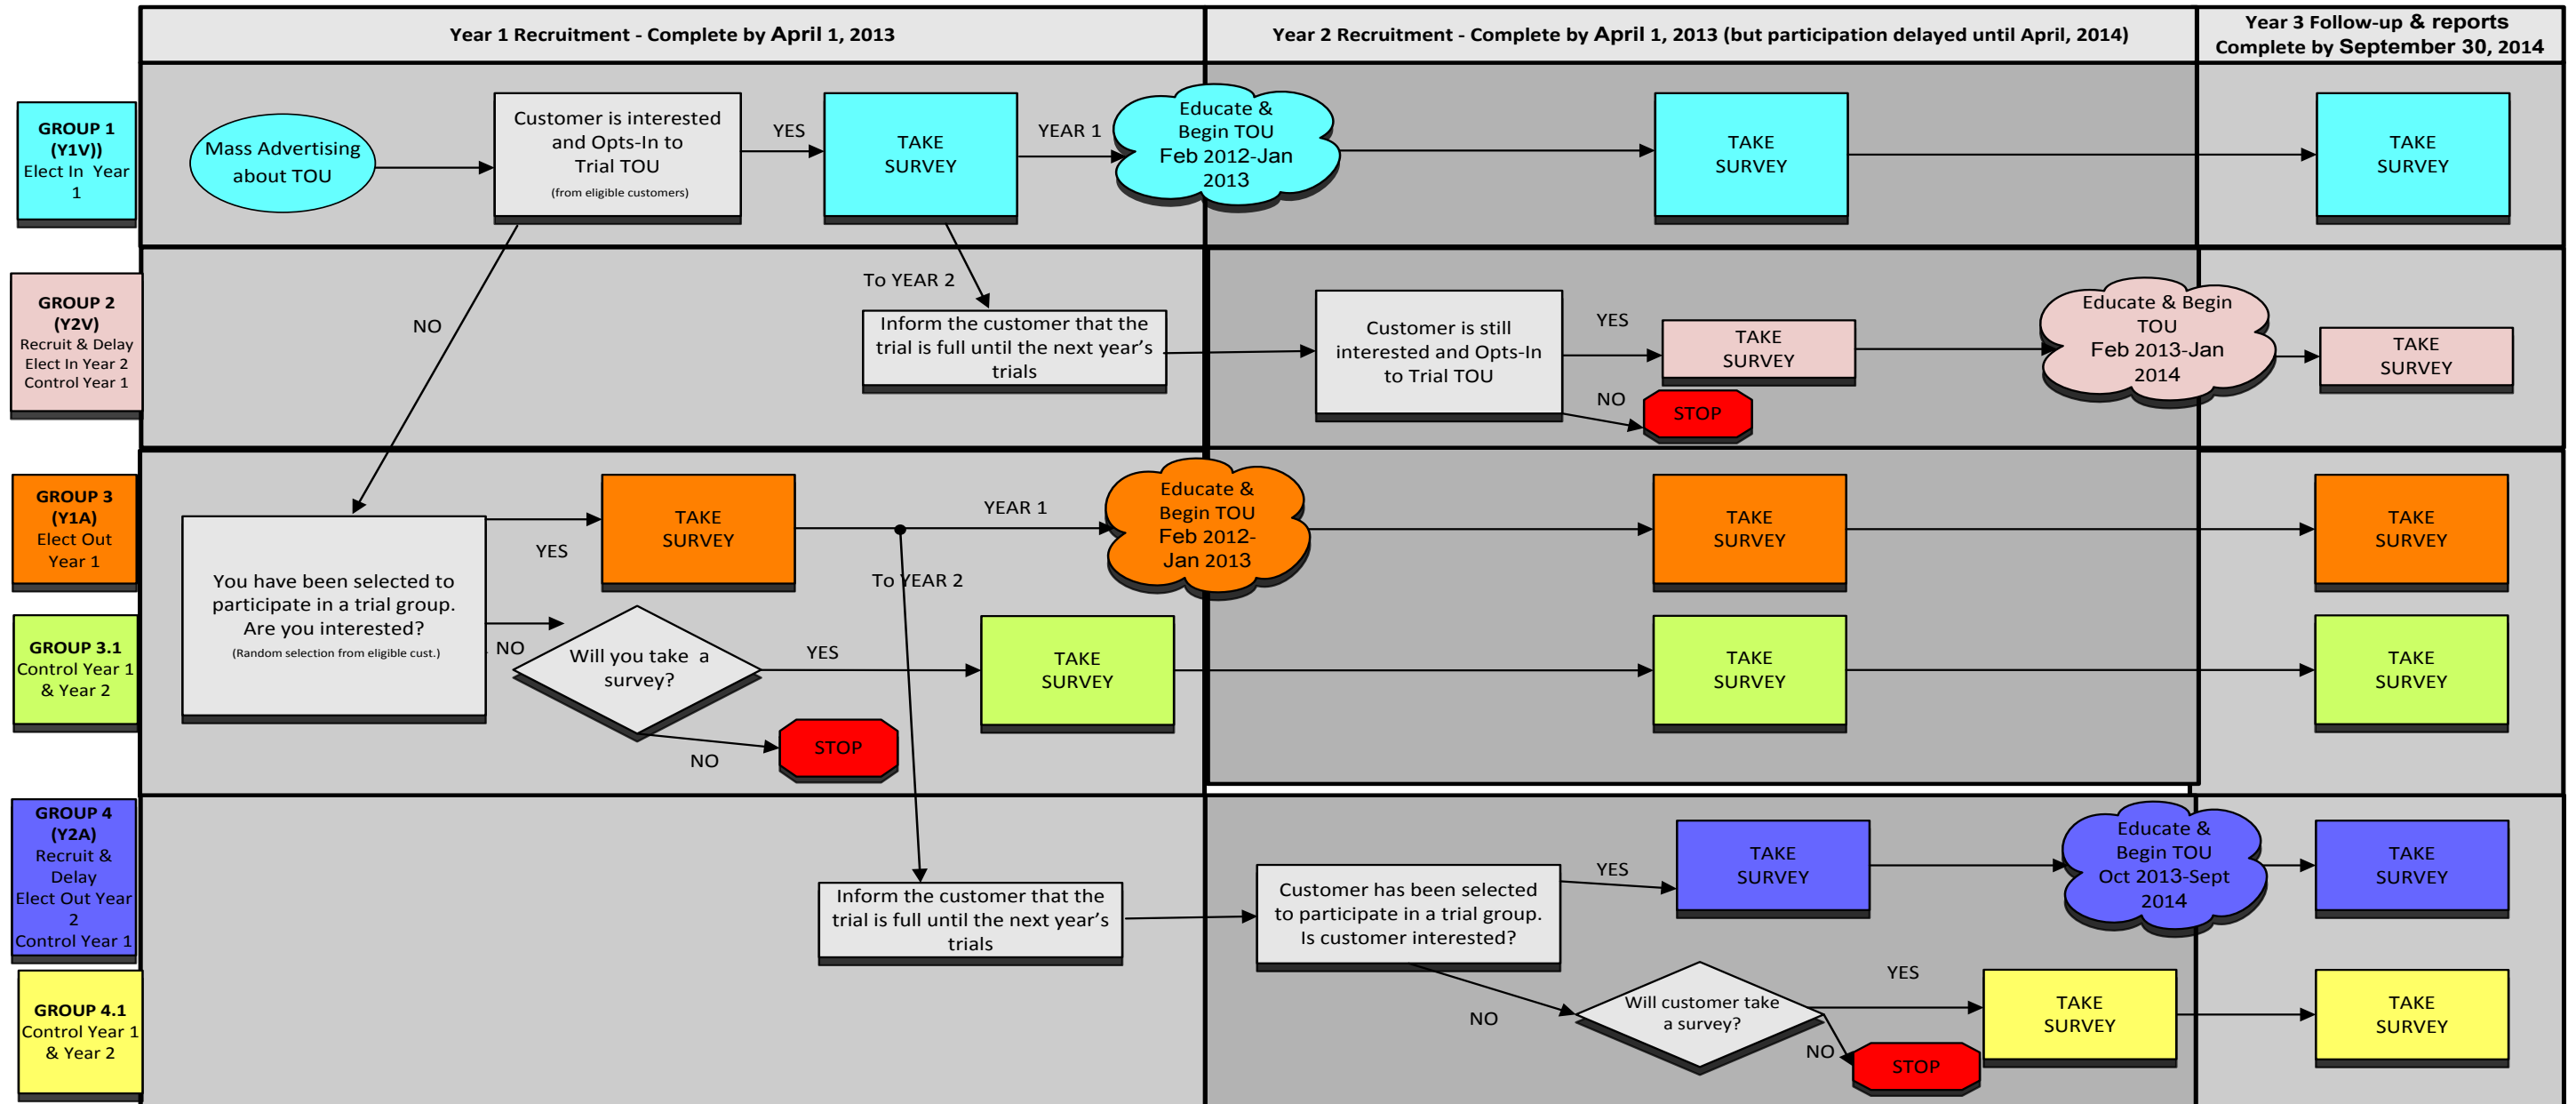 Year 1 Recruitment - Complete by April 1, 2013
Year 2 Recruitment - Complete by April 1, 2013 (but participation delayed until April, 2014)
Year 3 Follow-up & reports
Complete by September 30, 2014
GROUP 1
(Y1V))
Elect In Year
1
Mass Advertising
about TOU
Customer is interested
and Opts-In to
Trial TOU
(from eligible customers)
YES
TAKE
SURVEY
YEAR 1
Educate &
Begin TOU
Feb 2012-Jan
2013
TAKE
SURVEY
TAKE
SURVEY
GROUP 2
(Y2V)
Recruit & Delay
Elect In Year 2
Control Year 1
NO
To YEAR 2
Inform the customer that the
trial is full until the next year’s
trials
Customer is still
interested and Opts-In
to Trial TOU
YES
TAKE
SURVEY
NO
STOP
Educate & Begin
TOU
Feb 2013-Jan
2014
TAKE
SURVEY
GROUP 3
(Y1A)
Elect Out
Year 1
You have been selected to
participate in a trial group.
Are you interested?
(Random selection from eligible cust.)
YES
TAKE
SURVEY
YEAR 1
To YEAR 2
Educate &
Begin TOU
Feb 2012-
Jan 2013
TAKE
SURVEY
TAKE
SURVEY
GROUP 3.1
Control Year 1
& Year 2
NO
Will you take a
survey?
YES
TAKE
SURVEY
NO
STOP
TAKE
SURVEY
TAKE
SURVEY
GROUP 4
(Y2A)
Recruit &
Delay
Elect Out Year
2
Control Year 1
Inform the customer that the
trial is full until the next year’s
trials
Customer has been selected
to participate in a trial group.
Is customer interested?
YES
TAKE
SURVEY
Educate &
Begin TOU
Oct 2013-Sept
2014
TAKE
SURVEY
GROUP 4.1
Control Year 1
& Year 2
NO
Will customer take
a survey?
YES
NO
STOP
TAKE
SURVEY
TAKE
SURVEY